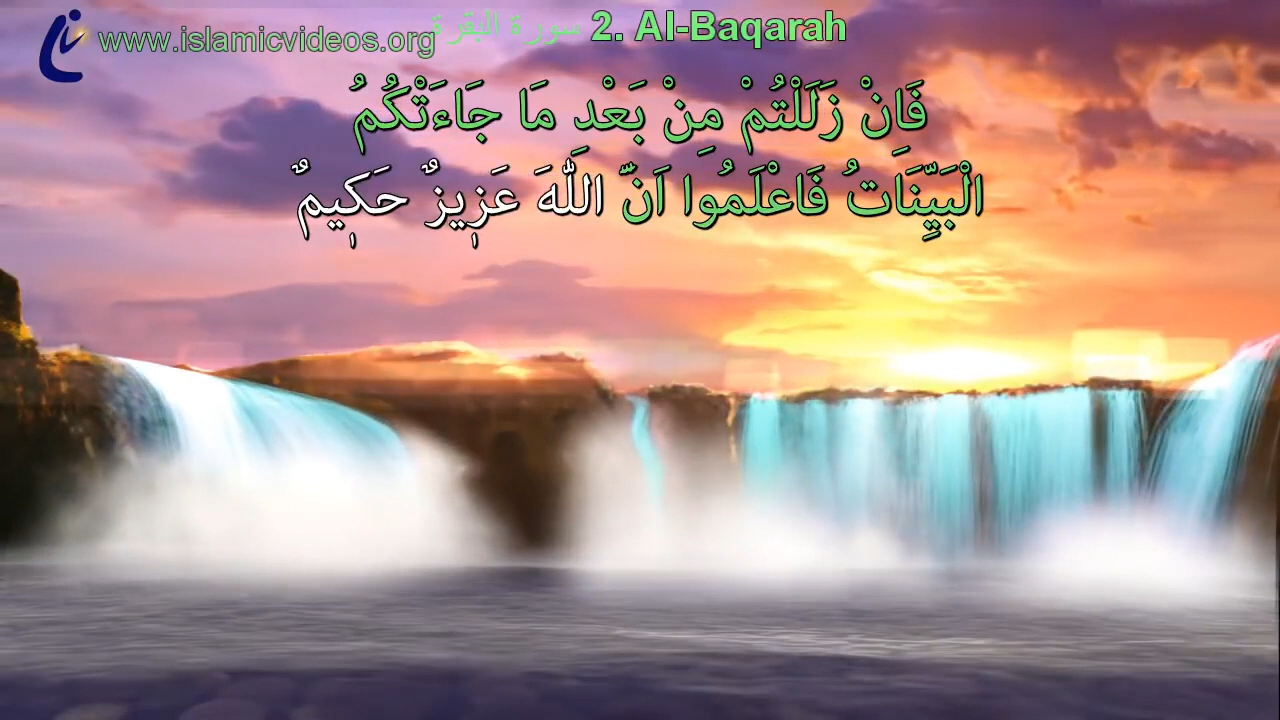 www.islamicvideos.org سورة البقرة 2. Al-Baqarah
فَاِنْ زَلَلْتُمْ مِنْ بَعْدِ مَا جَاءَتْكُمُ
الْبَيِّنَاتُ فَاعْلَمُوا اَنَّ اللّٰهَ عَزٖيزٌ حَكٖيمٌ